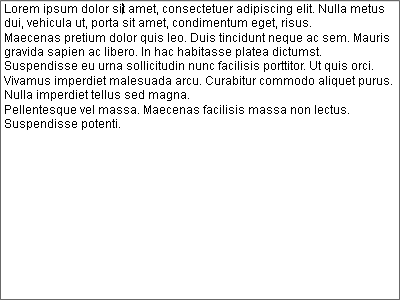 Lorem ipsum dolor sit amet, consectetuer adipiscing elit. Nulla metus
dui, vehicula ut, porta sit amet, condimentum eget, risus.
Maecenas pretium dolor quis leo. Duis tincidunt neque ac sem. Mauris
gravida sapien ac libero. In hac habitasse platea dictumst.
Suspendisse eu urna sollicitudin nunc facilisis porttitor. Ut quis orci.
Vivamus imperdiet malesuada arcu. Curabitur commodo aliquet purus.
Nulla imperdiet tellus sed magna.
Pellentesque vel massa. Maecenas facilisis massa non lectus.
Suspendisse potenti.